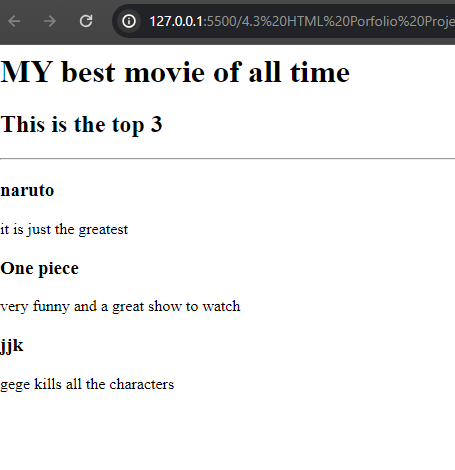 127.0.0.1:5500/4.3%20HTML%20Porfolio%20Proje
MY best movie of all time
This is the top 3
naruto
it is just the greatest
One piece
very funny and a great show to watch
jjk
gege kills all the characters